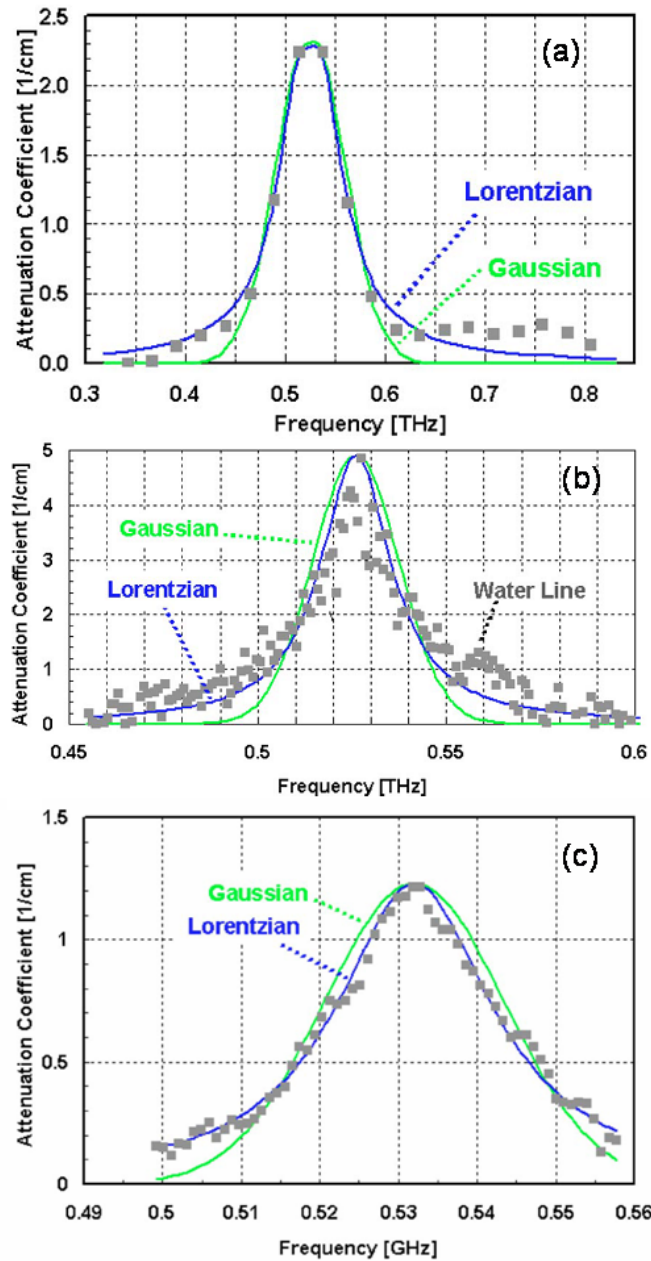 (a)
Attenuation Coefficient [1/cm]
2.5
2.0
1.5
1.0
0.5
0.0
Lorentzian
Gaussian
0.3 0.4 0.5 0.6 0.7 0.8
Frequency [THz]
(b)
Attenuation Coefficient [1/cm]
5
4
3
2
1
0
Gaussian
Lorentzian
Water Line
0.45 0.5 0.55 0.6
Frequency [THz]
(c)
Attenuation Coefficient [1/cm]
1.5
1
0.5
0
Gaussian
Lorentzian
0.49 0.5 0.51 0.52 0.53 0.54 0.55 0.56
Frequency [GHz]